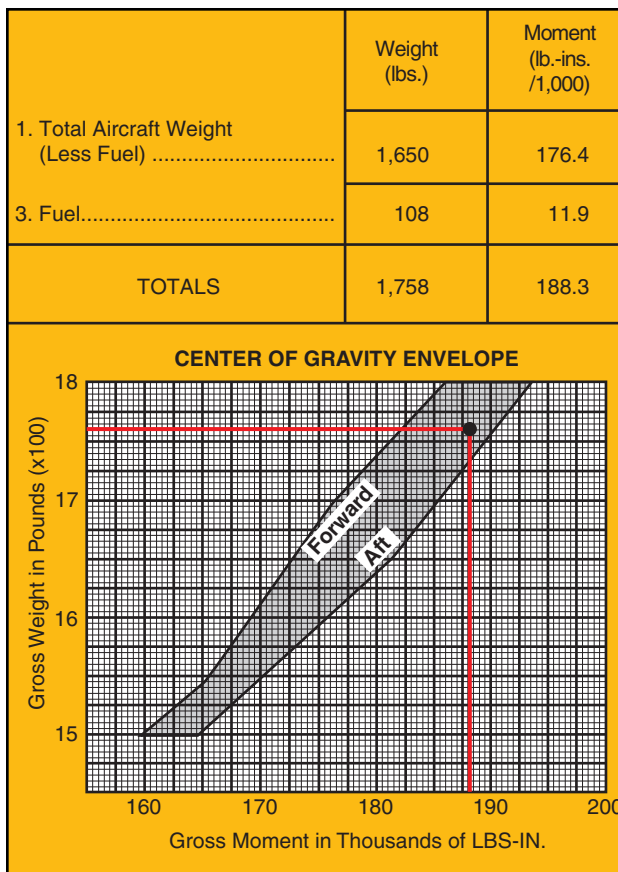 Weight
(lbs.)
Moment
(lb.-ins.
/1,000)
1. Total Aircraft Weight
(Less Fuel) ................................ 1,650 176.4
3. Fuel............................................ 108 11.9
TOTALS 1,758 188.3
CENTER OF GRAVITY ENVELOPE
Gross Weight in Pounds (x100)
18
17
16
15
Forward
Aft
160 170 180 190 200
Gross Moment in Thousands of LBS-IN.